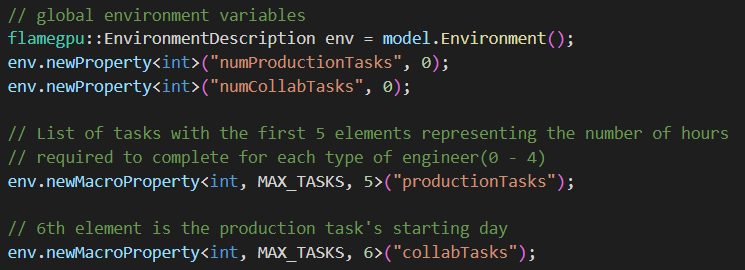 // global environment variables
flamegpu::EnvironmentDescription env = model.Environment();
env.newProperty<int>("numProductionTasks", 0);
env.newProperty<int>("numCollabTasks", 0);
// List of tasks with the first 5 elements representing the number of hours
// required to complete for each type of engineer(0 - 4)
env.newMacroProperty<int, MAX_TASKS, 5>("productionTasks");
// 6th element is the production task's starting day
env.newMacroProperty<int, MAX_TASKS, 6>("collabTasks");